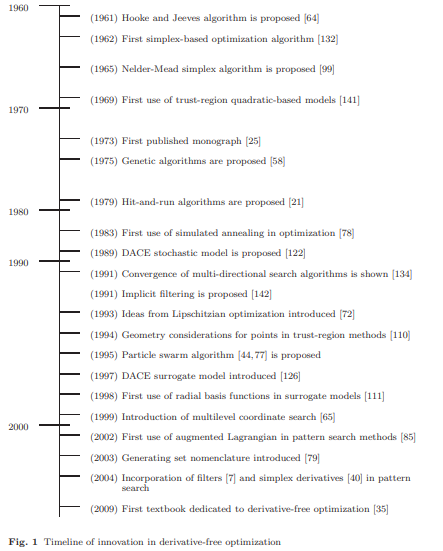 1960
(1961) Hooke and Jeeves algorithm is proposed [64]
(1962) First simplex-based optimization algorithm [132]
(1965) Nelder-Mead simplex algorithm is proposed [99]
(1969) First use of trust-region quadratic-based models [141]
1970
(1973) First published monograph [25]
(1975) Genetic algorithms are proposed [58]
(1979) Hit-and-run algorithms are proposed [21]
1980
(1983) First use of simulated annealing in optimization [78]
(1989) DACE stochastic model is proposed [122]
1990
(1991) Convergence of multi-directional search algorithms is shown [134]
(1991) Implicit filtering is proposed [142]
(1993) Ideas from Lipschitzian optimization introduced [72]
(1994) Geometry considerations for points in trust-region methods [110]
(1995) Particle swarm algorithm [44,77] is proposed
(1997) DACE surrogate model introduced [126]
(1998) First use of radial basis functions in surrogate models [111]
(1999) Introduction of multilevel coordinate search [65]
2000
(2002) First use of augmented Lagrangian in pattern search methods [85]
(2003) Generating set nomenclature introduced [79]
(2004) Incorporation of filters [7] and simplex derivatives [40] in pattern
search
(2009) First textbook dedicated to derivative-free optimization [35]
Fig. 1 Timeline of innovation in derivative-free optimization